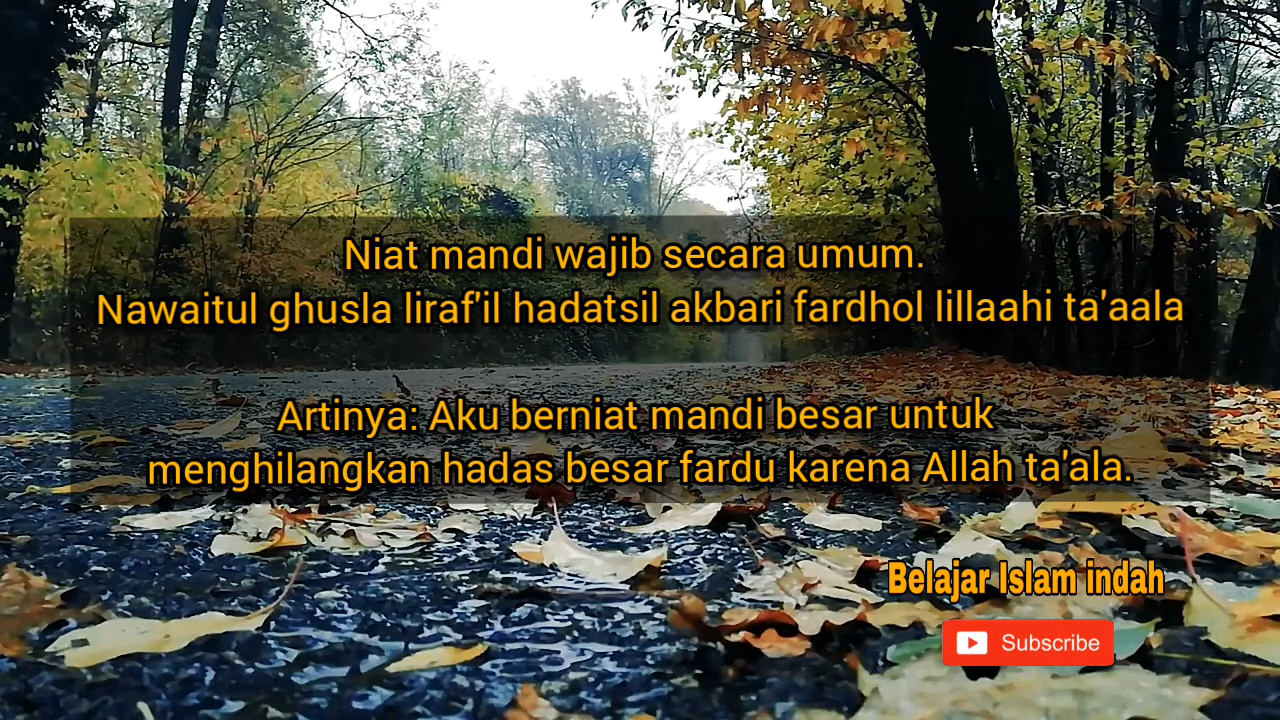 Niat mandi wajib secara umum.
Nawaitul ghusla liraf'il hadatsil akbari fardhol lillaahi ta'aala
Artinya: Aku berniat mandi besar untuk
menghilangkan hadas besar fardu karena Allah ta'ala.
Belajar Islam indah
Subscribe